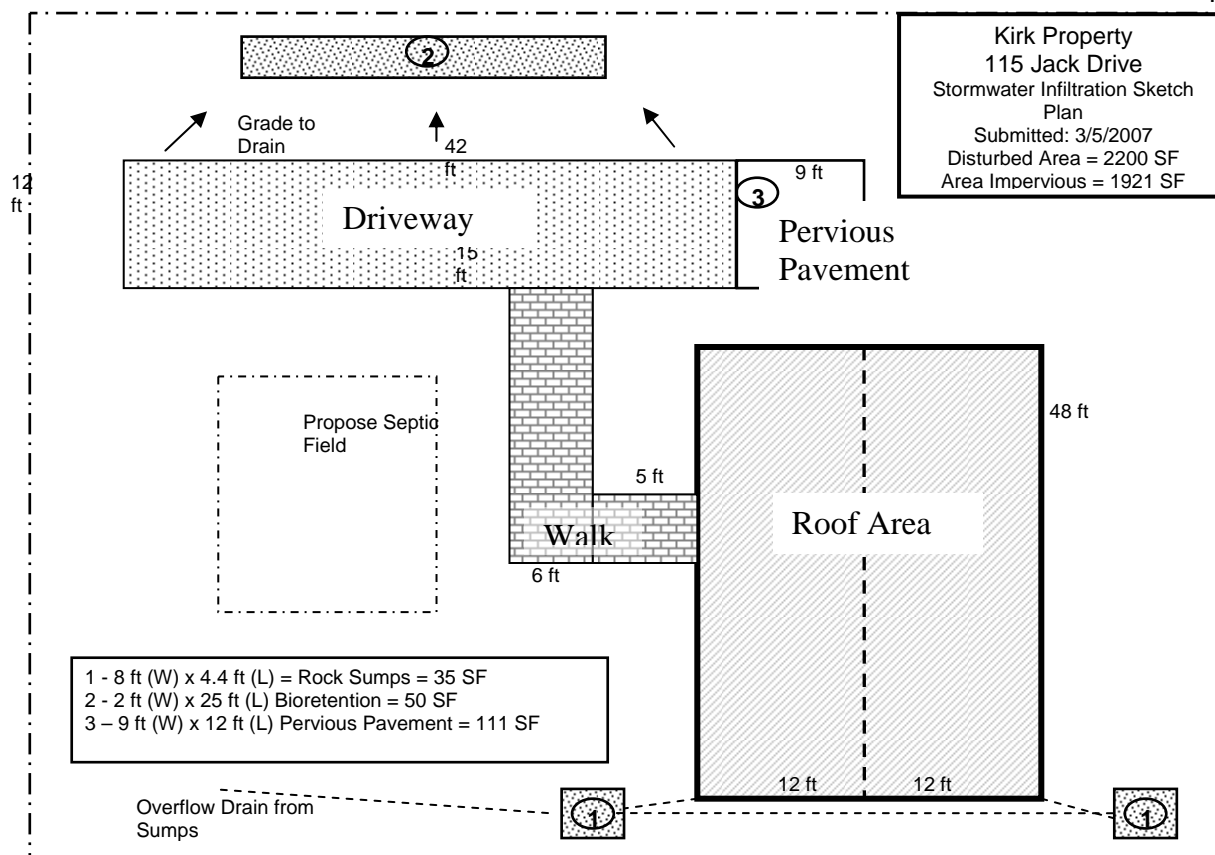 Kirk Property
115 Jack Drive
Stormwater Infiltration Sketch
Plan
Submitted: 3/5/2007
Disturbed Area = 2200 SF
Area Impervious = 1921 SF
2
Grade to
Drain
42
ft
12
ft
9 ft
3
Driveway
15
ft
Pervious
Pavement
48 ft
Propose Septic
Field
5 ft
Walk
6 ft
Roof Area
1 - 8 ft (W) x 4.4 ft (L) = Rock Sumps = 35 SF
2 - 2 ft (W) x 25 ft (L) Bioretention = 50 SF
3 – 9 ft (W) x 12 ft (L) Pervious Pavement = 111 SF
12 ft
12 ft
Overflow Drain from
Sumps
1
1